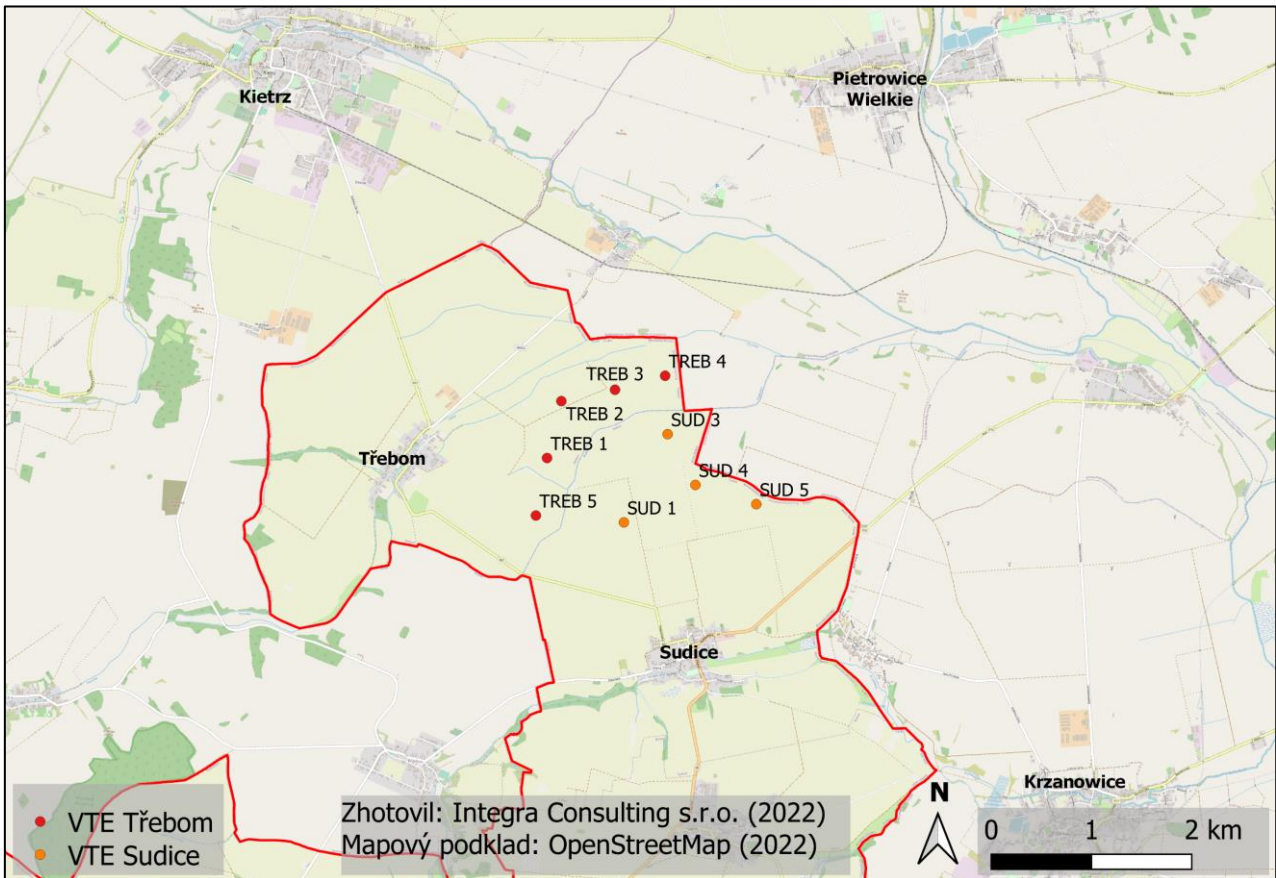 Kietrz
Pietrowice
Wielkie
TREB 4
TREB 3
TREB 2
SUD 3
TREB 1
Třebom
SUD 4
SUD 5
TREB 5
SUD 1
Sudice
Krzanowice
N
VTE Třebom
VTE Sudice
Zhotovil: Integra Consulting s.r.o. (2022)
Mapový podklad: OpenStreetMap (2022)
0 1 2 km